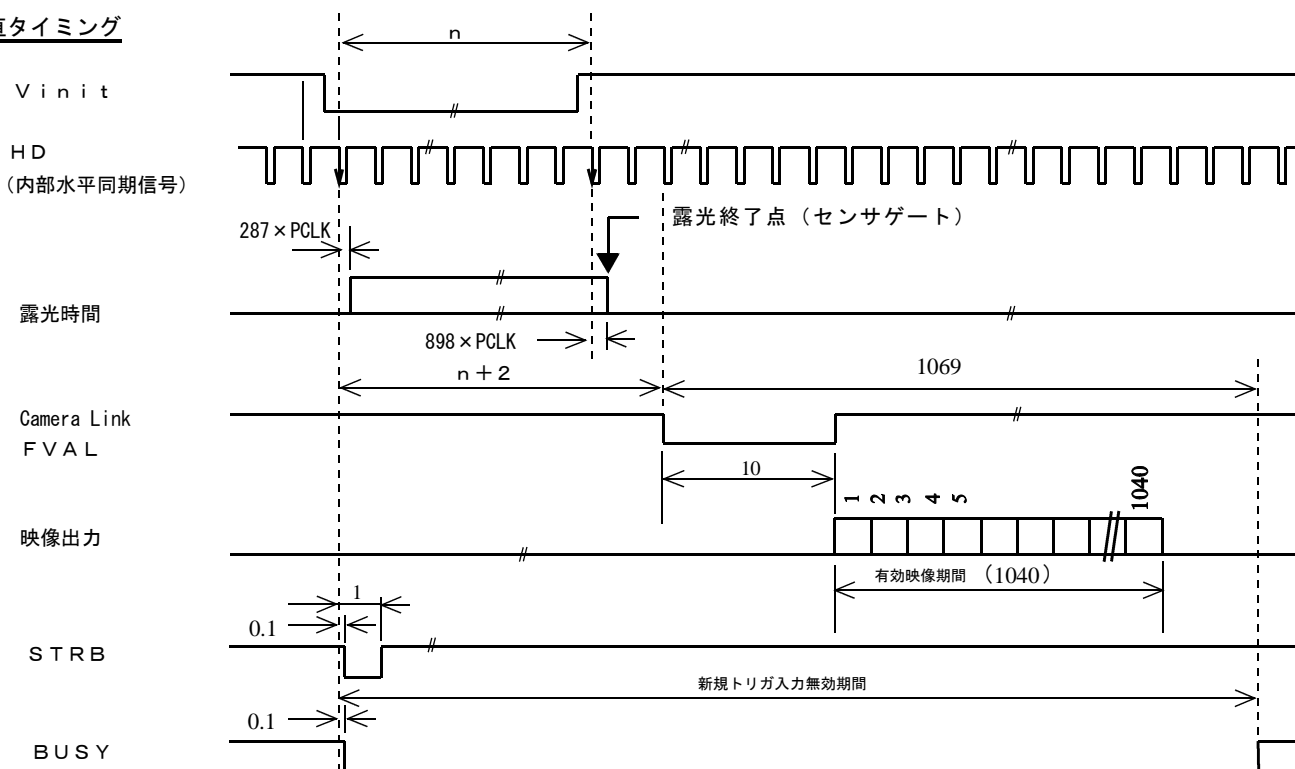 直タイミング
n
Ｖｉｎｉｔ
ＨＤ
（内部水平同期信号）
287×PCLK
露光終了点（センサゲート）
露光時間
898×PCLK
ｎ＋２
1069
Camera Link
ＦＶＡＬ
10
1
2
3
4
5
1040
映像出力
有効映像期間 （1040）
1
0.1
ＳＴＲＢ
新規トリガ入力無効期間
0.1
ＢＵＳＹ